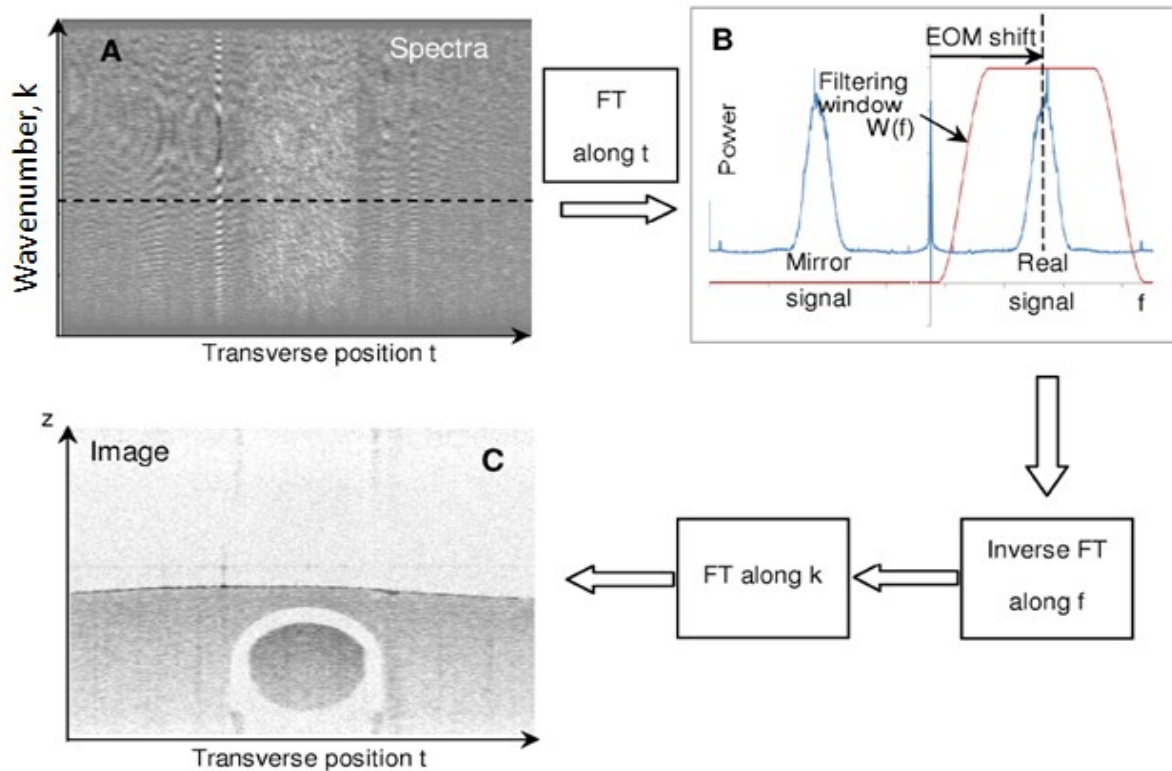 A
Spectra
Wavenumber, k
Transverse position t
FT
along t
B
EOM shift
Filtering
window
W(f)
Power
Mirror
signal
Real
signal
f
z
Image
C
Transverse position t
FT along k
Inverse FT
along f